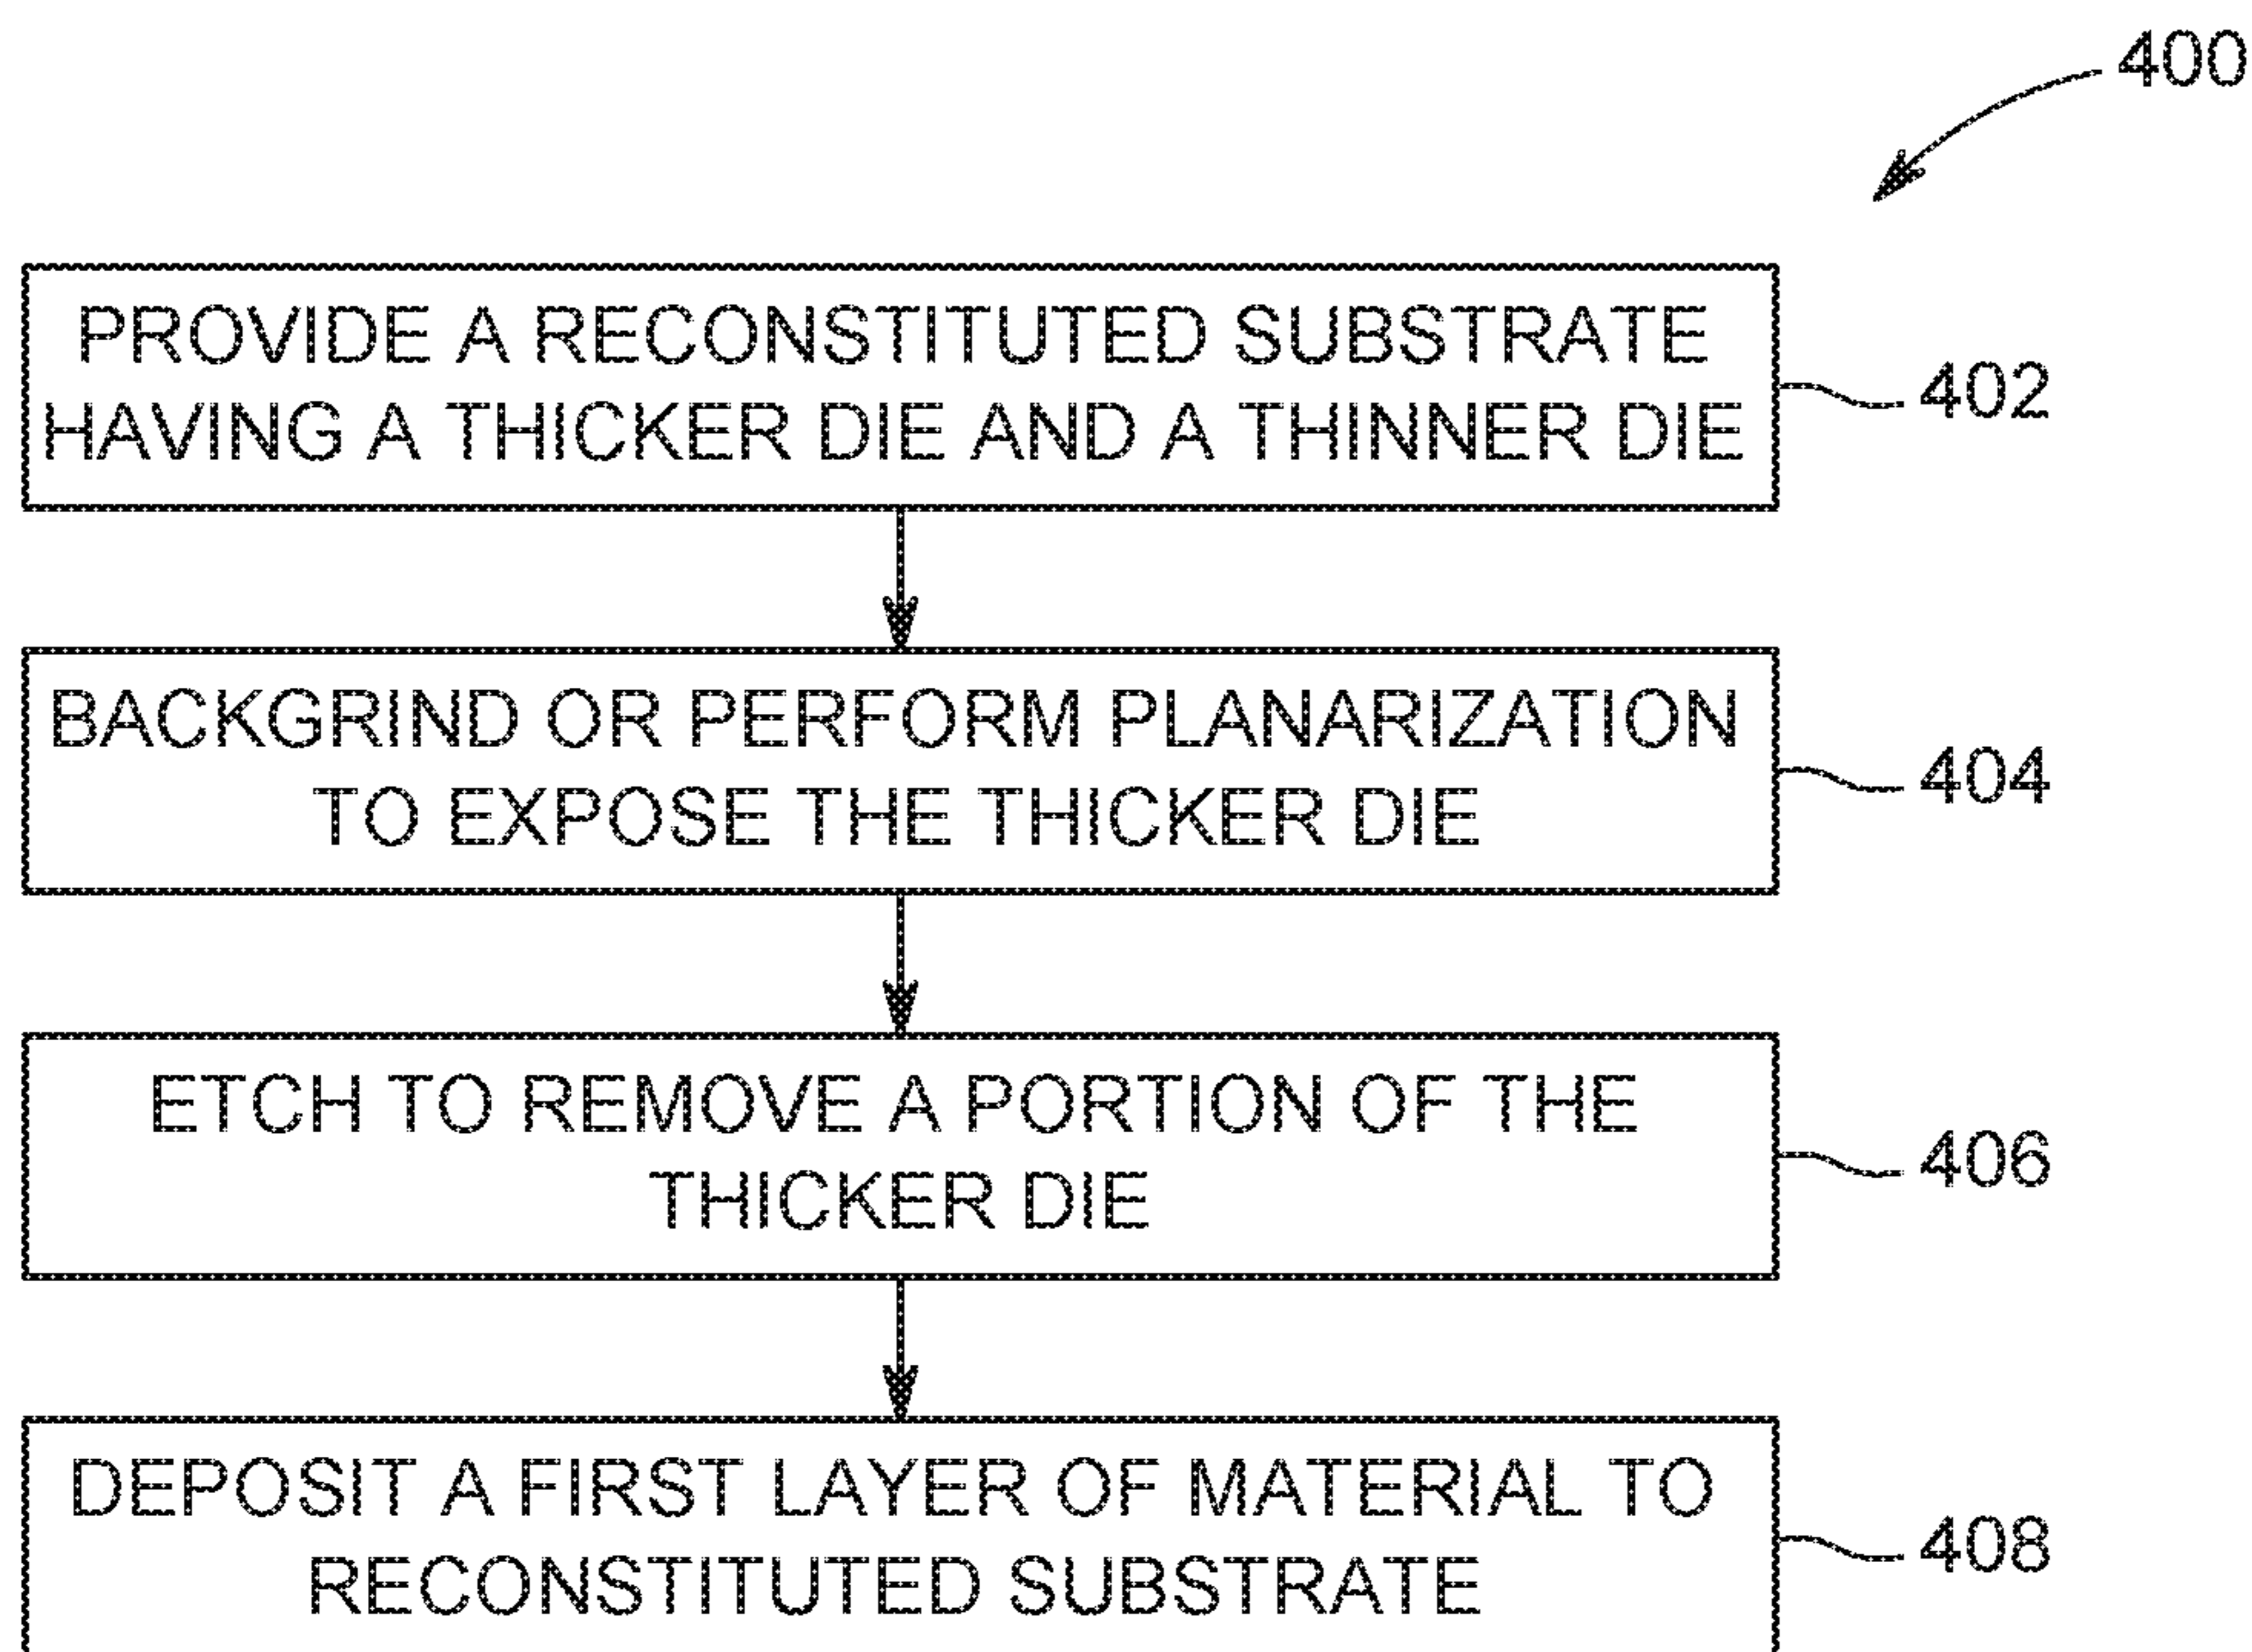 400
PROVIDE A RECONSTITUTED SUBSTRATE
HAVING A THICKER DIE AND A THINNER DIE
402
BACKGRIND OR PERFORM PLANARIZATION
TO EXPOSE THE THICKER DIE
404
ETCH TO REMOVE A PORTION OF THE
THICKER DIE
406
DEPOSIT A FIRST LAYER OF MATERIAL TO
RECONSTITUTED SUBSTRATE
408